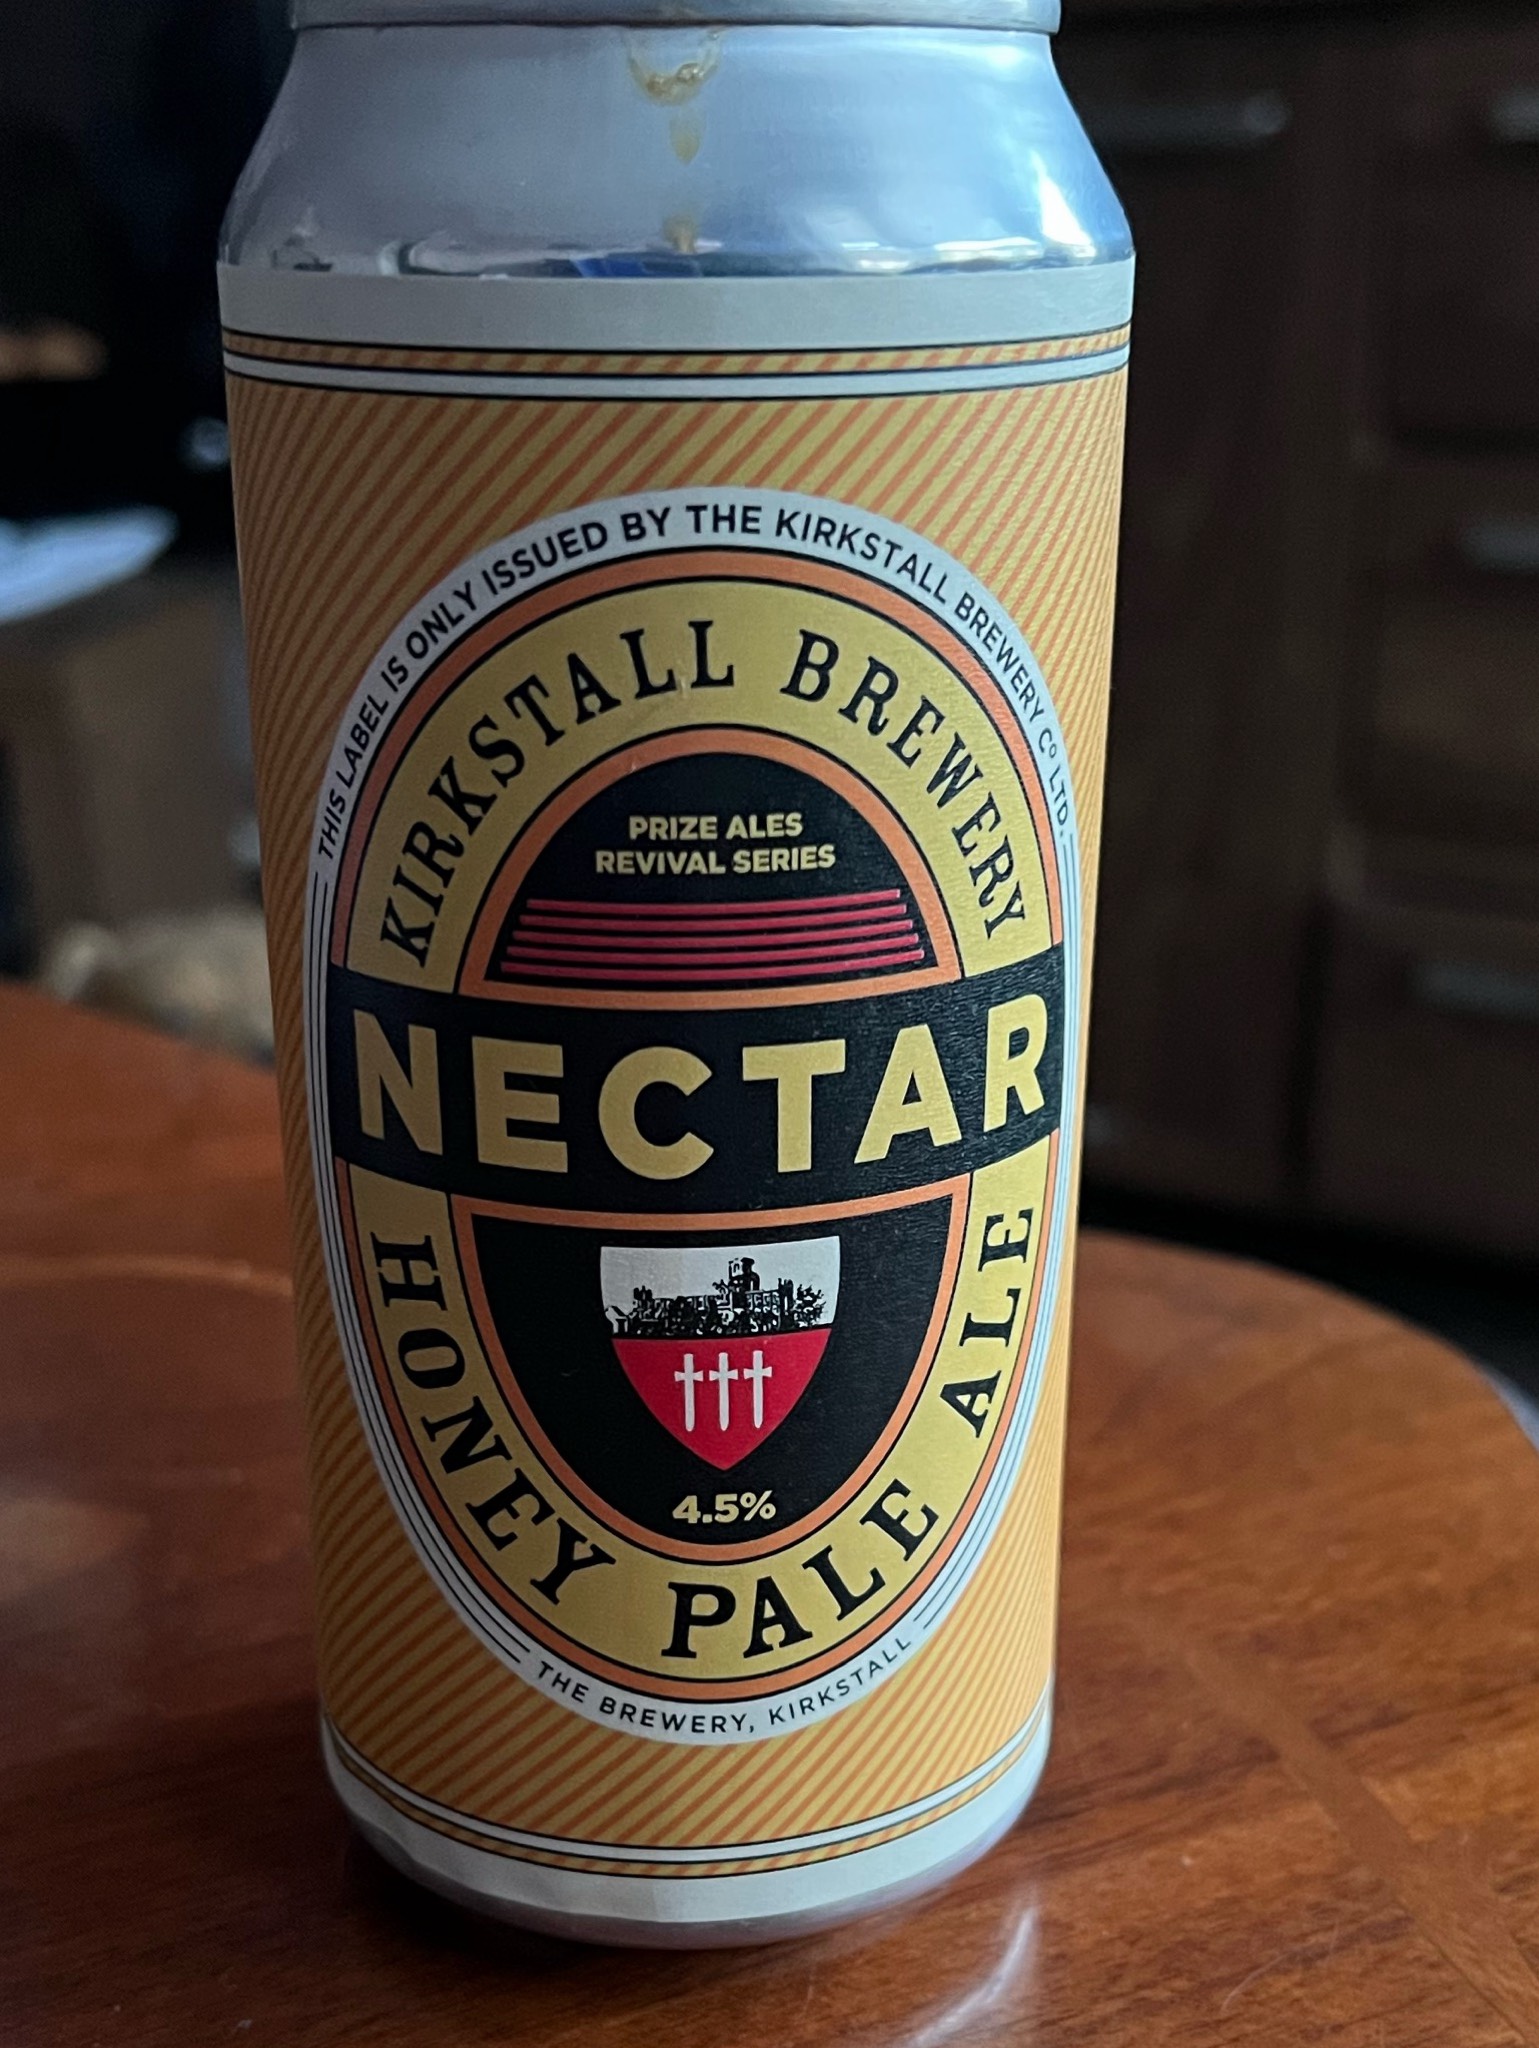 THIS LABEL IS ONLY ISSUED BY THE KIRKSTALL BREWERY Cº LTD.
KIRKSTALL BREWERY
PRIZE ALES
REVIVAL SERIES
NECTAR
4.5%
HONEY PALE ALE
THE BREWERY, KIRKSTALL